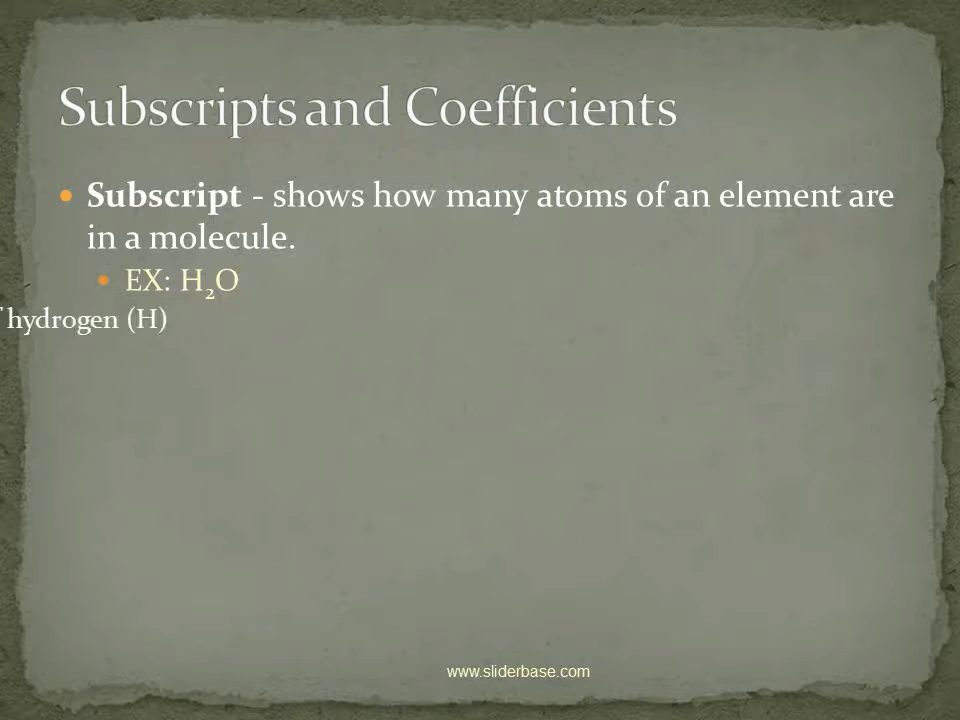 Subscripts and Coefficients
• Subscript - shows how many atoms of an element are
in a molecule.
• EX: H₂O
hydrogen (H)
www.sliderbase.com